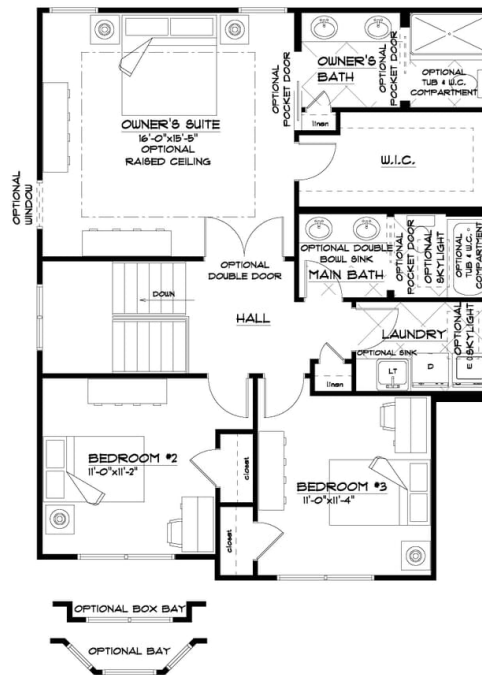 OWNER'S SUITE
16'-0"x15'-5"
OPTIONAL
RAISED CEILING
OPTIONAL
WINDOW
OPTIONAL
POCKET DOOR
OWNER'S
BATH
OPTIONAL
POCKET DOOR
OPTIONAL
TUB & W.C.
COMPARTMENT
linen
W.I.C.
OPTIONAL
DOUBLE DOOR
OPTIONAL DOUBLE
BOWL SINK
MAIN BATH
OPTIONAL
POCKET DOOR
OPTIONAL
SKYLIGHT
OPTIONAL
TUB & W.C.
COMPARTMENT
DOWN
HALL
LAUNDRY
OPTIONAL
SKYLIGHT
OPTIONAL SINK
LT
D
linen
BEDROOM #2
11'-0"x11'-2"
closet
closet
BEDROOM #3
11'-0"x11'-4"
OPTIONAL BOX BAY
OPTIONAL BAY